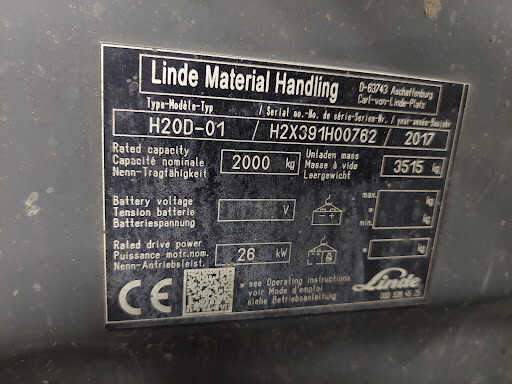 Linde Material Handling
D-63743 Aschaffenburg
Carl-von-Linde-Platz
Type-Modèle-Typ / Serial no.-No. de série-Serien-Nr. / year-année-Baujahr
H20D-01 / H2X391H00762 / 2017
Rated capacity
Capacité nominale
Nenn-Tragfähigkeit
2000 kg
Unladen mass
Masse à vide
Leergewicht
3515 kg
Battery voltage
Tension batterie
Batteriespannung
V
max.
*
min.
kg
kg
Rated drive power
Puissance motr.nom.
Nenn-Antriebsleist.
26 kW
kg
CE
* see Operating instructions
voir Mode d'emploi
siehe Betriebsanleitung
Linde